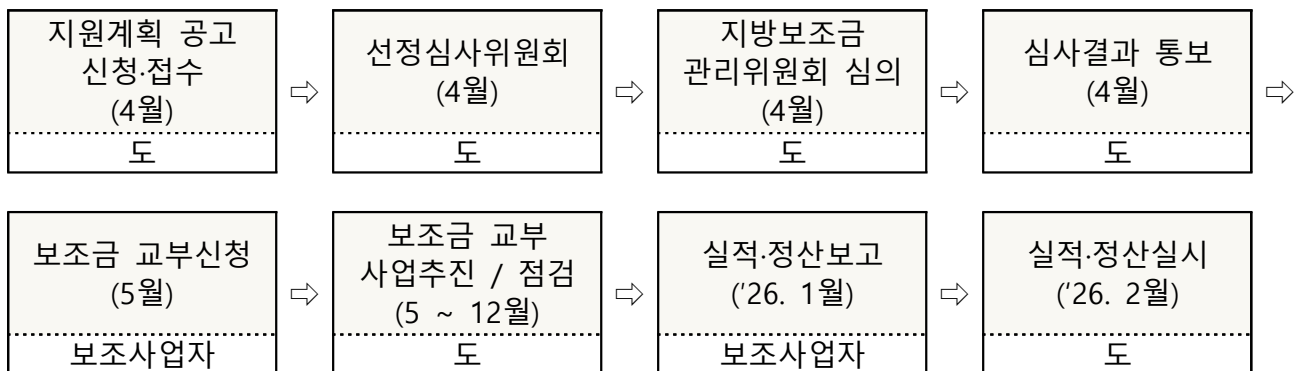 지원계획 공고
신청·접수
(4월)
도
⇨
선정심사위원회
(4월)
도
⇨
지방보조금
관리위원회 심의
(4월)
도
⇨
심사결과 통보
(4월)
도
⇨
보조금 교부신청
(5월)
보조사업자
⇨
보조금 교부
사업추진 / 점검
(5 ~ 12월)
도
⇨
실적·정산보고
('26. 1월)
보조사업자
⇨
실적·정산실시
('26. 2월)
도